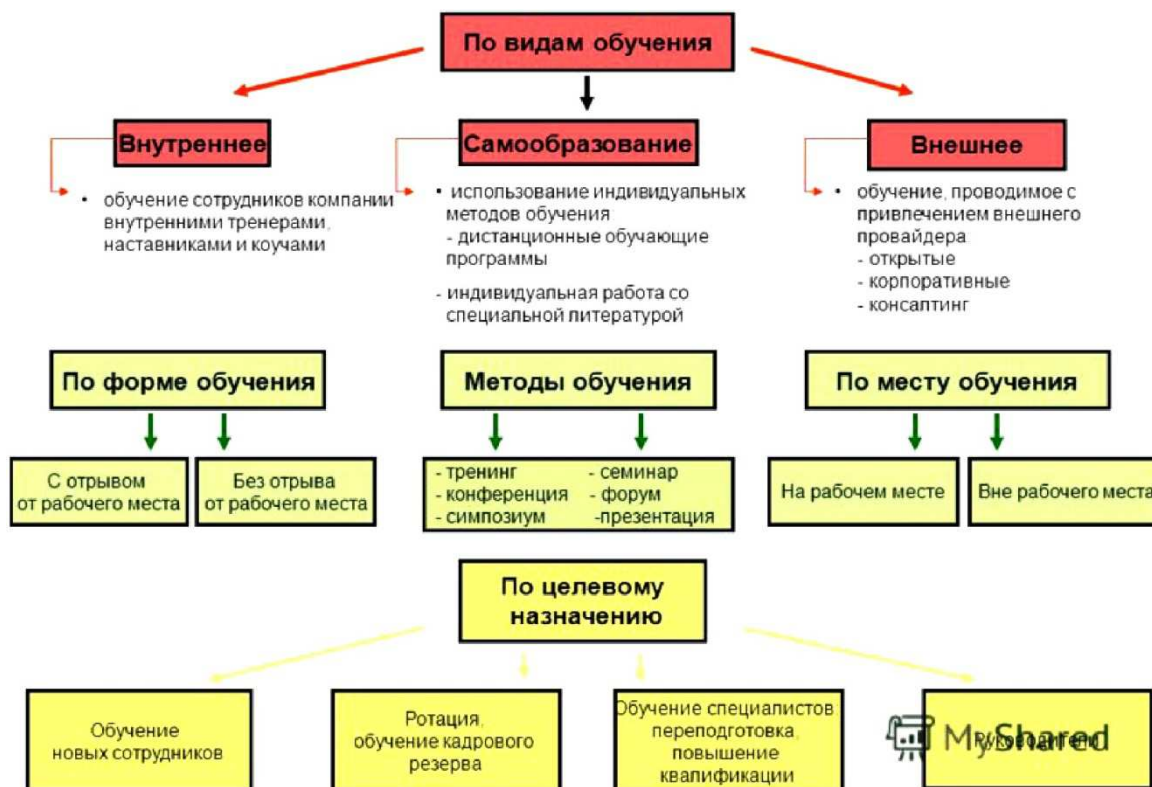 По видам обучения
Внутреннее
• обучение сотрудников компании
внутренними тренерами,
наставниками и коучами
Самообразование
• использование индивидуальных
методов обучения
- дистанционные обучающие
программы
- индивидуальная работа со
специальной литературой
Внешнее
• обучение, проводимое с
привлечением внешнего
провайдера
- открытые
- корпоративные
- консалтинг
По форме обучения
С отрывом
от рабочего места
Без отрыва
от рабочего места
Методы обучения
- тренинг
- конференция
- симпозиум
- семинар
- форум
-презентация
По месту обучения
На рабочем месте
Вне рабочего места
По целевому
назначению
Обучение
новых сотрудников
Ротация,
обучение кадрового
резерва
Обучение специалистов
переподготовка,
повышение
квалификации
Руководители
MyShared